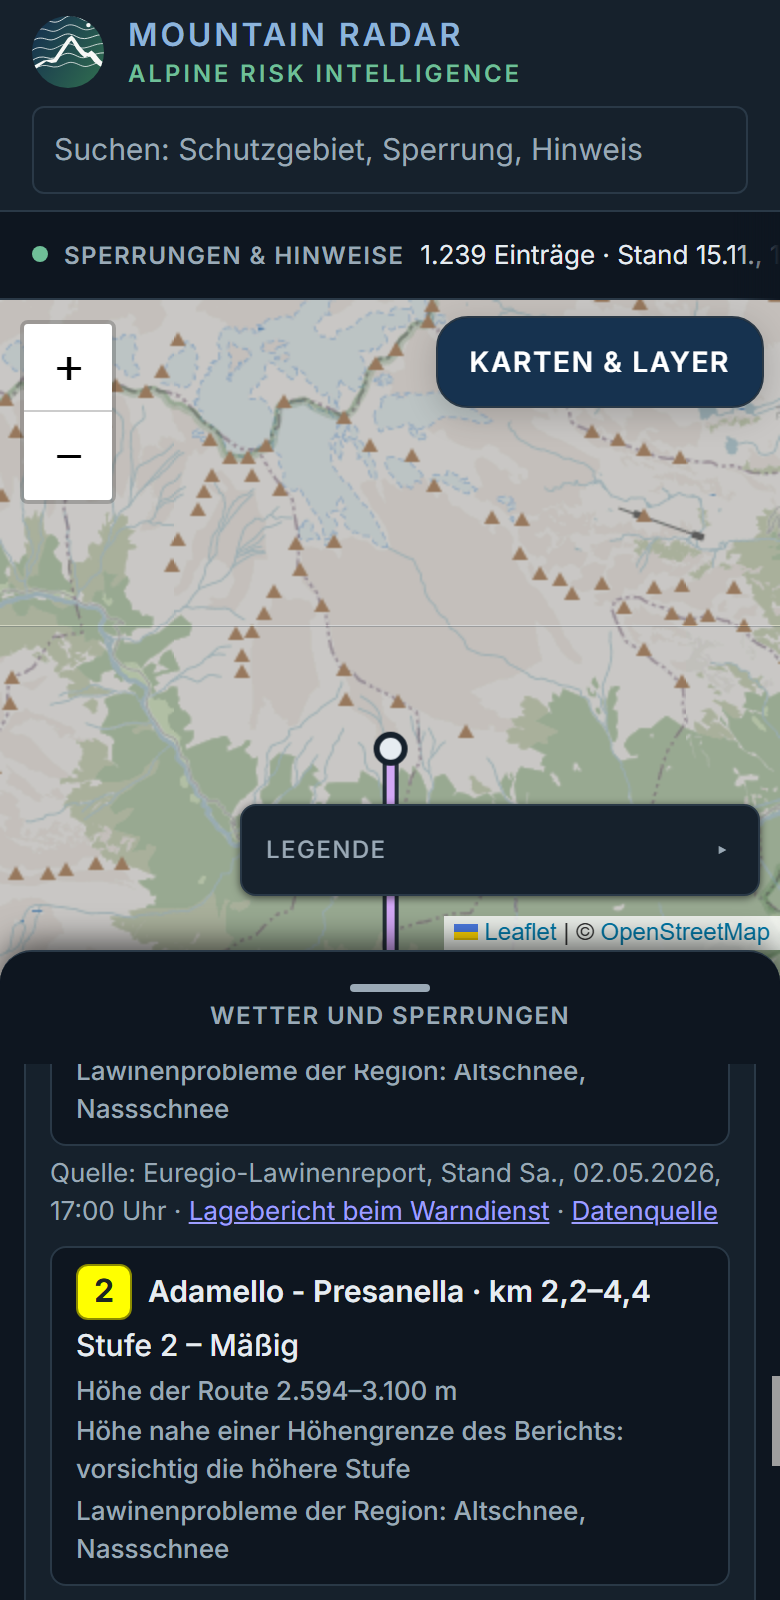 MOUNTAIN RADAR
ALPINE RISK INTELLIGENCE
Suchen: Schutzgebiet, Sperrung, Hinweis
SPERRUNGEN & HINWEISE 1.239 Einträge · Stand 15.11.,
+
KARTEN & LAYER
−
LEGENDE
Leaflet | © OpenStreetMap
WETTER UND SPERRUNGEN
Lawinenprobleme der Region: Altschnee,
Nassschnee
Quelle: Euregio-Lawinenreport, Stand Sa., 02.05.2026,
17:00 Uhr · Lagebericht beim Warndienst · Datenquelle
2 Adamello - Presanella · km 2,2–4,4
Stufe 2 – Mäßig
Höhe der Route 2.594–3.100 m
Höhe nahe einer Höhengrenze des Berichts:
vorsichtig die höhere Stufe
Lawinenprobleme der Region: Altschnee,
Nassschnee